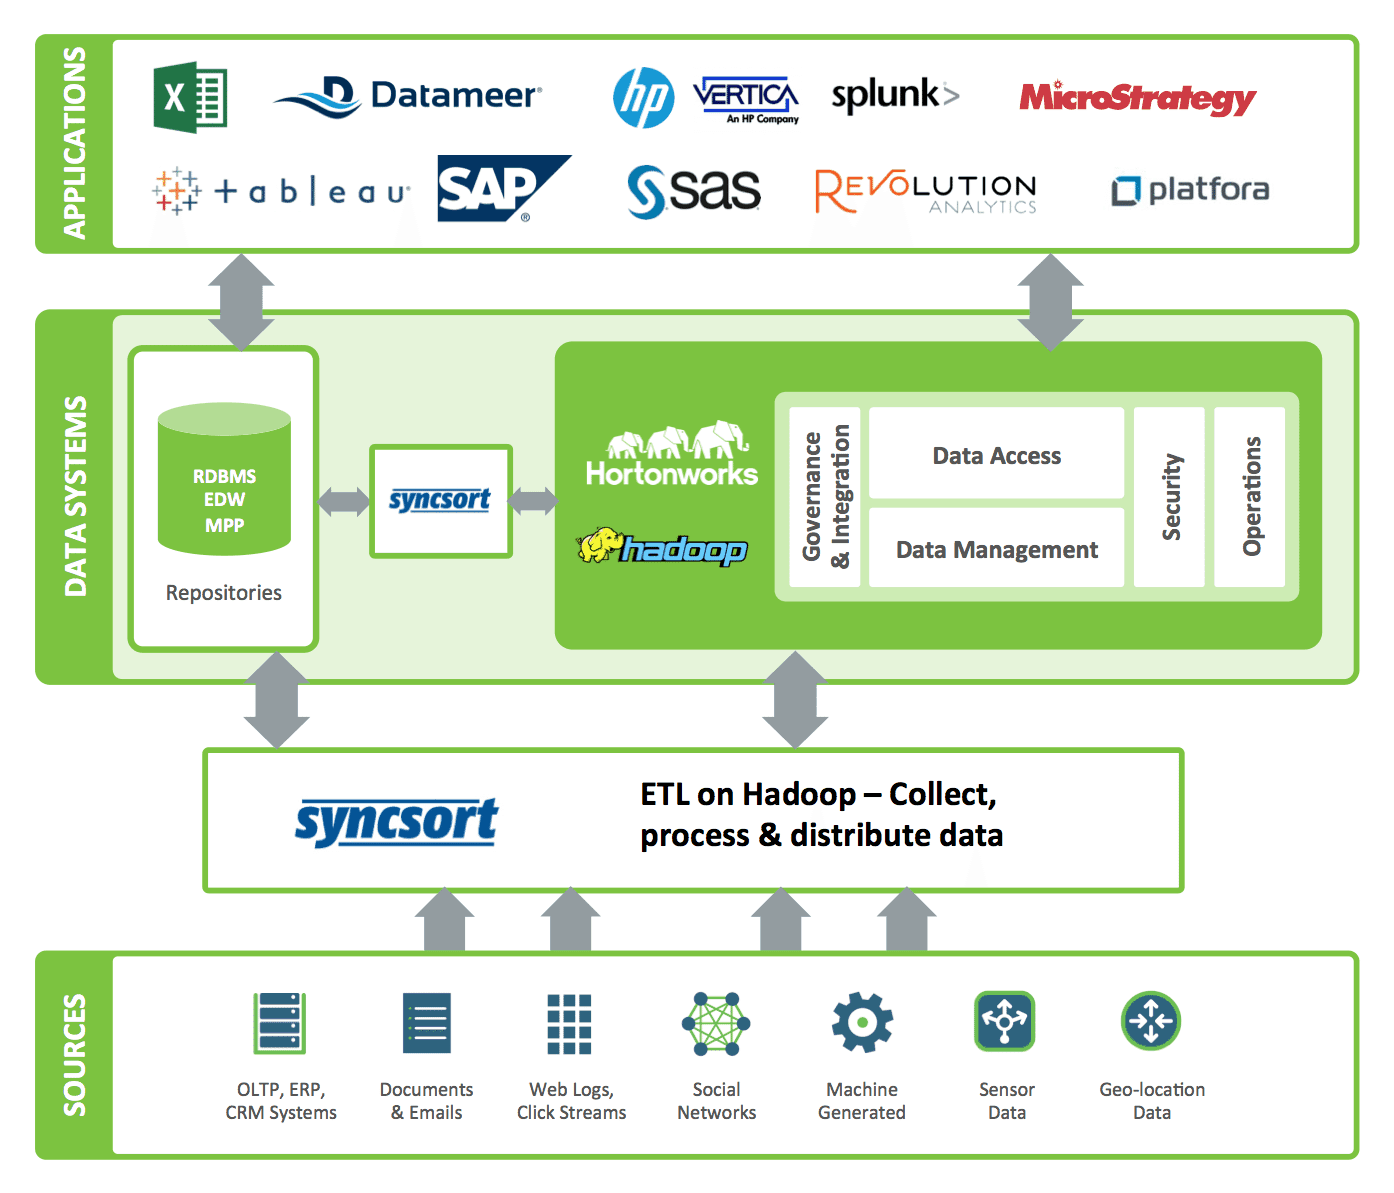 APPLICATIONS
X
D Datameer®
hp
VERTICA
An HP Company
splunk>
MicroStrategy
+ableau®
SAP®
sas
REVOLUTION
ANALYTICS
platfora
DATA SYSTEMS
RDBMS
EDW
MPP
Repositories
syncsort
Hortonworks
hadoop
Governance
& Integration
Data Access
Data Management
Security
Operations
syncsort
ETL on Hadoop – Collect,
process & distribute data
SOURCES
OLTP, ERP,
CRM Systems
Documents
& Emails
Web Logs,
Click Streams
Social
Networks
Machine
Generated
Sensor
Data
Geo-location
Data